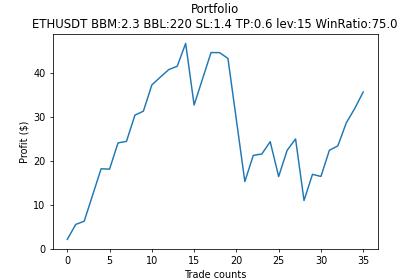 Portfolio
ETHUSDT BBM:2.3 BBL:220 SL:1.4 TP:0.6 lev:15 WinRatio:75.0
40
30
20
10
0
Profit ($)
0 5 10 15 20 25 30 35
Trade counts